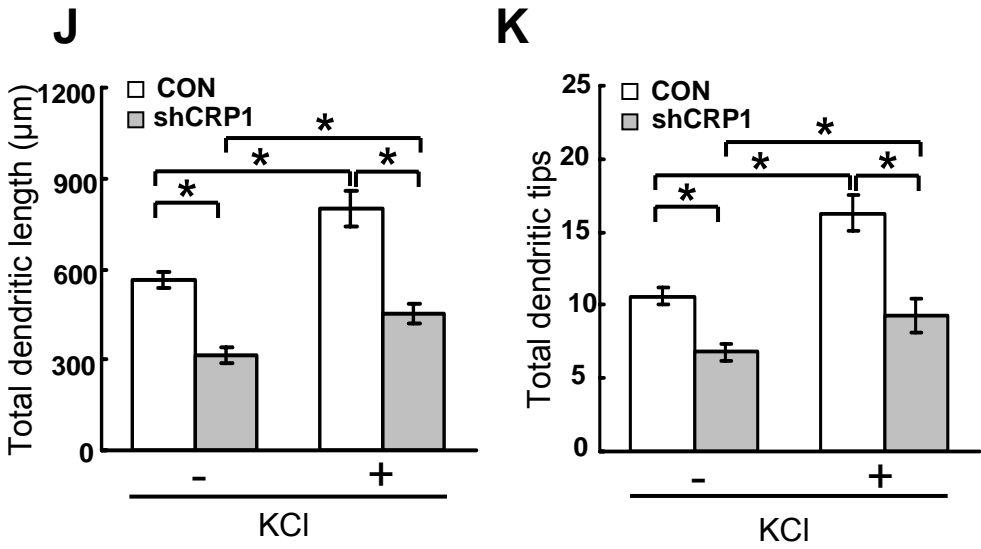 J
Total dendritic length (µm)
1200
900
600
300
0
CON
shCRP1
*
*
*
*
- +
KCl
K
Total dendritic tips
25
20
15
10
5
0
CON
shCRP1
*
*
*
*
- +
KCl